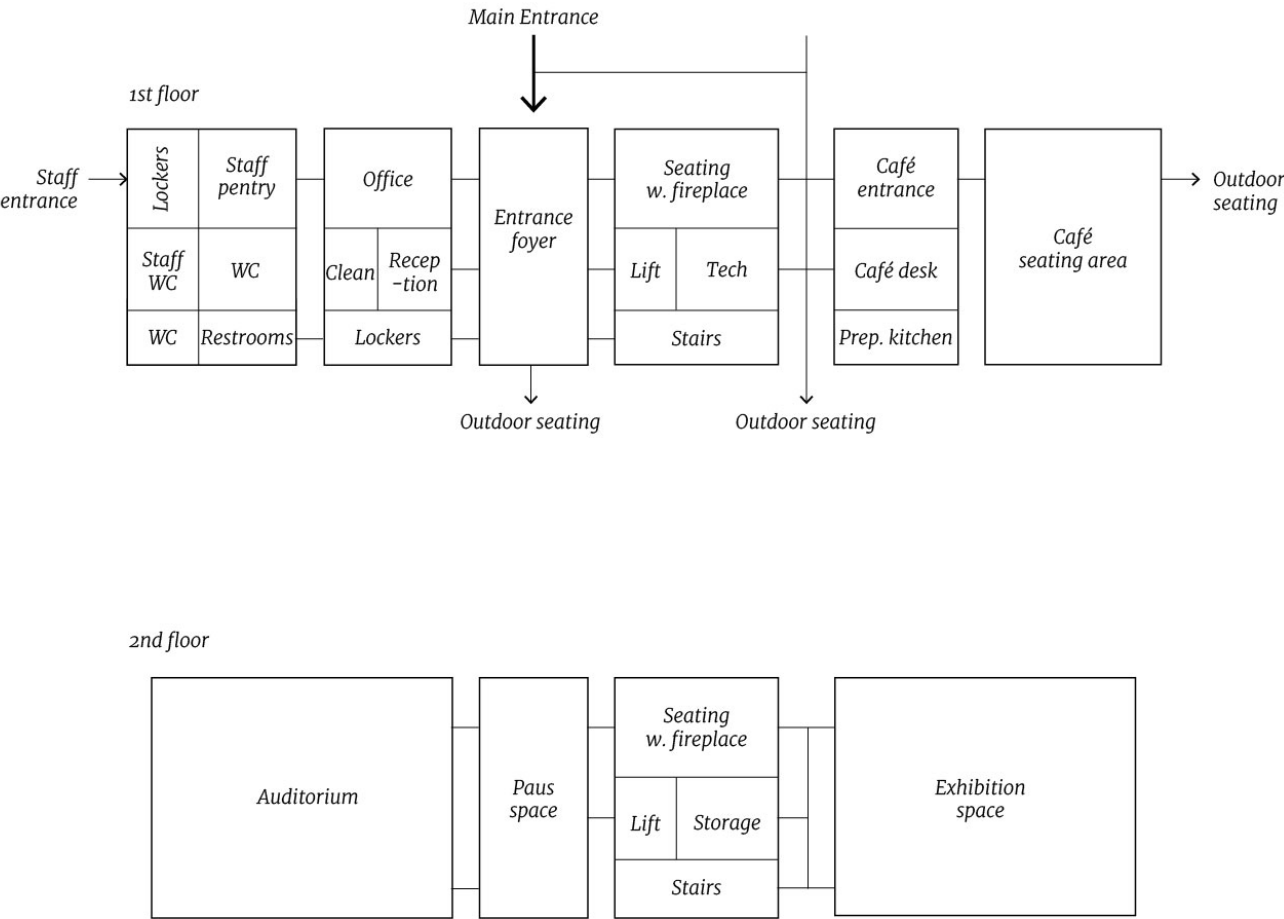 Main Entrance
1st floor
Staff
entrance
Lockers
Staff
pentry
Office
Entrance
foyer
Seating
w. fireplace
Café
entrance
Café
seating area
Outdoor
seating
Staff
WC
WC
Clean
Recep
-tion
Lift
Tech
Café desk
WC
Restrooms
Lockers
Stairs
Prep. kitchen
Outdoor seating
Outdoor seating
2nd floor
Auditorium
Paus
space
Seating
w. fireplace
Lift
Storage
Stairs
Exhibition
space